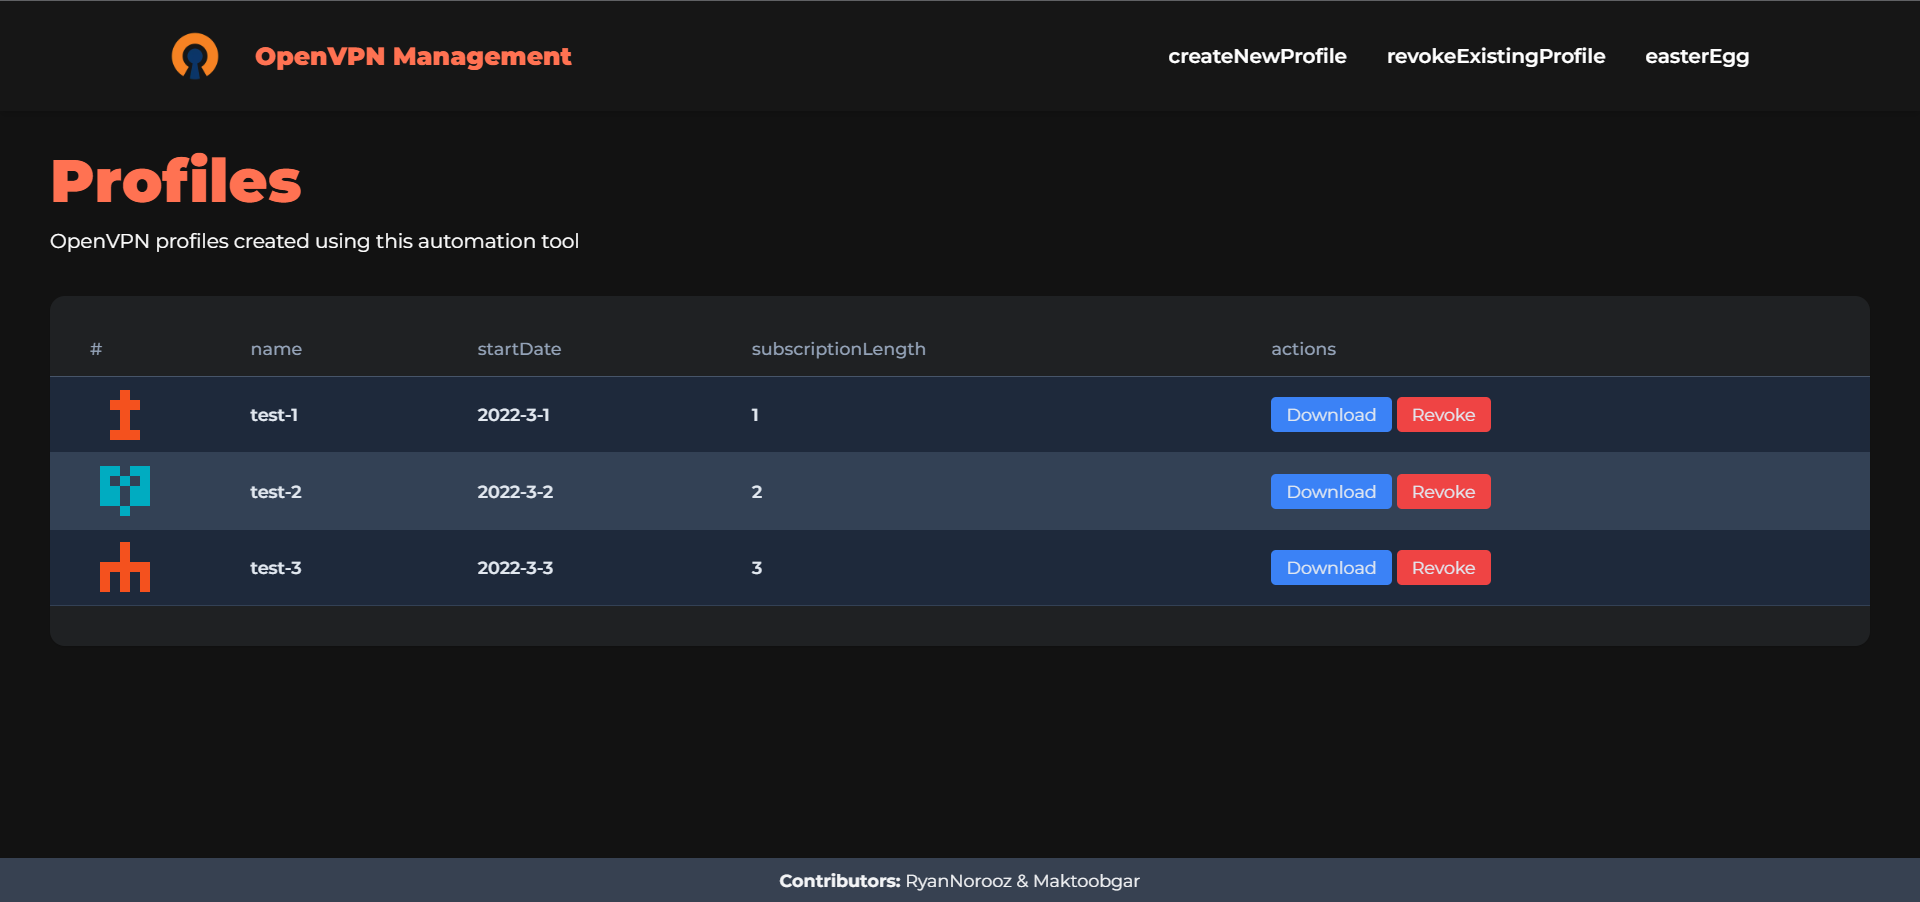 OpenVPN Management createNewProfile revokeExistingProfile easterEgg
Profiles
OpenVPN profiles created using this automation tool
# name startDate subscriptionLength actions
test-1 2022-3-1 1 Download Revoke
test-2 2022-3-2 2 Download Revoke
test-3 2022-3-3 3 Download Revoke
Contributors: RyanNorooz & Maktoobgar